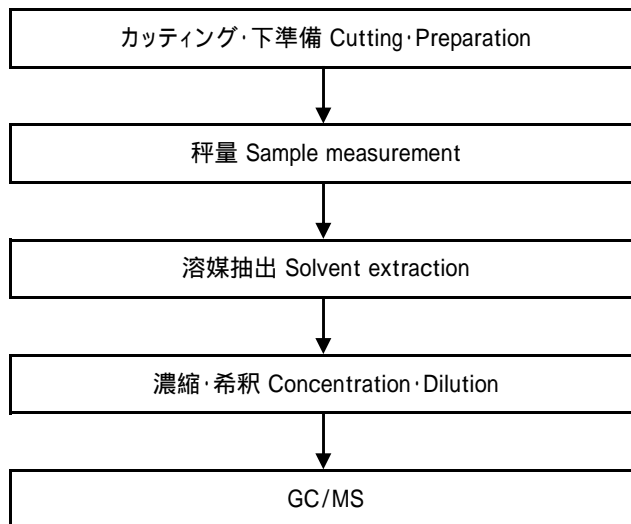 カッティング・下準備 Cutting・Preparation
秤量 Sample measurement
溶媒抽出 Solvent extraction
濃縮・希釈 Concentration・Dilution
GC/MS